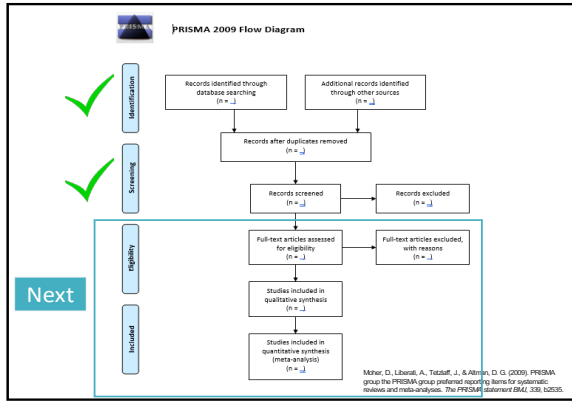 PRISMA
PRISMA 2009 Flow Diagram
Identification
Records identified through
database searching
(n = _)
Additional records identified
through other sources
(n = _)
Records after duplicates removed
(n = _)
Screening
Records screened
(n = _)
Records excluded
(n = _)
Eligibility
Full-text articles assessed
for eligibility
(n = _)
Full-text articles excluded,
with reasons
(n = _)
Next
Studies included in
qualitative synthesis
(n = _)
Included
Studies included in
quantitative synthesis
(meta-analysis)
(n = _)
Moher, D., Liberati, A., Tetzlaff, J., & Altman, D. G. (2009). PRISMA
group the PRISMA group preferred reporting items for systematic
reviews and meta-analyses. The PRISMA statement BMJ, 339, b2535.